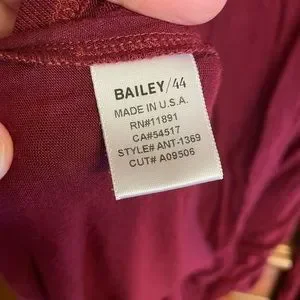 BAILEY/44
MADE IN U.S.A.
RN#11891
CA#54517
STYLE# ANT-1369
CUT# A09506